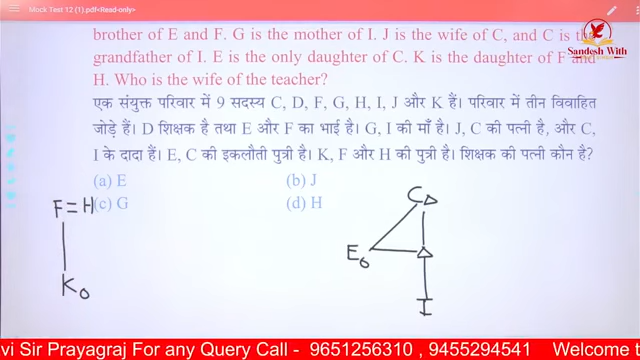 Mock Test 12 (1).pdf<Read-only>
brother of E and F. G is the mother of I. J is the wife of C, and C is the
Sandesh With
grandfather of I. E is the only daughter of C. K is the daughter of F and
H. Who is the wife of the teacher?
एक संयुक्त परिवार में 9 सदस्य C, D, F, G, H, I, J और K हैं। परिवार में तीन विवाहित
जोड़े हैं। D शिक्षक है तथा E और F का भाई है। G, I की माँ है। J, C की पत्नी है, और C,
I के दादा हैं। E, C की इकलौती पुत्री है। K, F और H की पुत्री है। शिक्षक की पत्नी कौन है?
(a) E
(b) J
(c) G
(d) H
F = H
K
C
E
I
vi Sir Prayagraj For any Query Call - 9651256310 , 9455294541 Welcome t